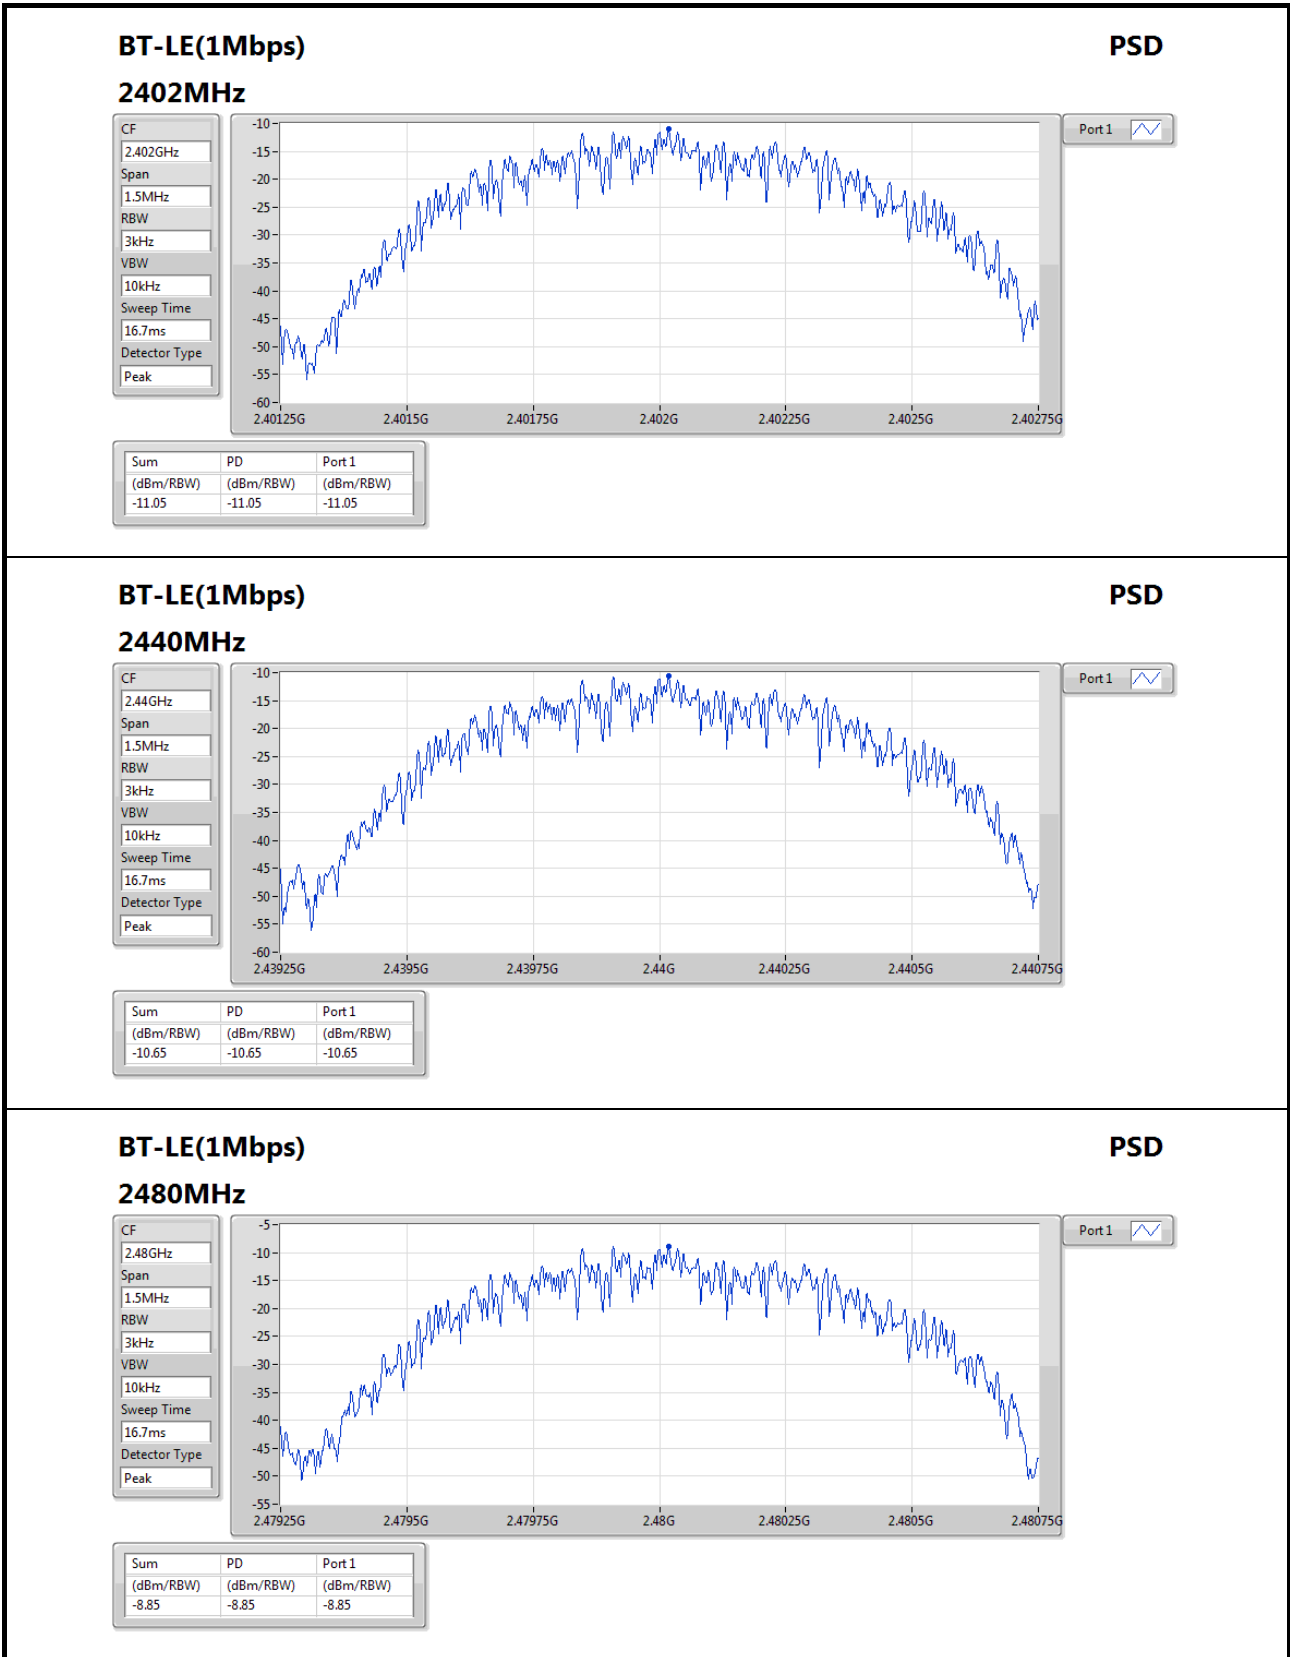 BT-LE(1Mbps) PSD
2402MHz
CF
2.402GHz
Span
1.5MHz
RBW
3kHz
VBW
10kHz
Sweep Time
16.7ms
Detector Type
Peak
-10
-15
-20
-25
-30
-35
-40
-45
-50
-55
-60
2.40125G 2.4015G 2.40175G 2.402G 2.40225G 2.4025G 2.40275G
Port 1
Sum PD Port 1
(dBm/RBW) (dBm/RBW) (dBm/RBW)
-11.05 -11.05 -11.05
BT-LE(1Mbps) PSD
2440MHz
CF
2.44GHz
Span
1.5MHz
RBW
3kHz
VBW
10kHz
Sweep Time
16.7ms
Detector Type
Peak
-10
-15
-20
-25
-30
-35
-40
-45
-50
-55
-60
2.43925G 2.4395G 2.43975G 2.44G 2.44025G 2.4405G 2.44075G
Port 1
Sum PD Port 1
(dBm/RBW) (dBm/RBW) (dBm/RBW)
-10.65 -10.65 -10.65
BT-LE(1Mbps) PSD
2480MHz
CF
2.48GHz
Span
1.5MHz
RBW
3kHz
VBW
10kHz
Sweep Time
16.7ms
Detector Type
Peak
-5
-10
-15
-20
-25
-30
-35
-40
-45
-50
-55
2.47925G 2.4795G 2.47975G 2.48G 2.48025G 2.4805G 2.48075G
Port 1
Sum PD Port 1
(dBm/RBW) (dBm/RBW) (dBm/RBW)
-8.85 -8.85 -8.85